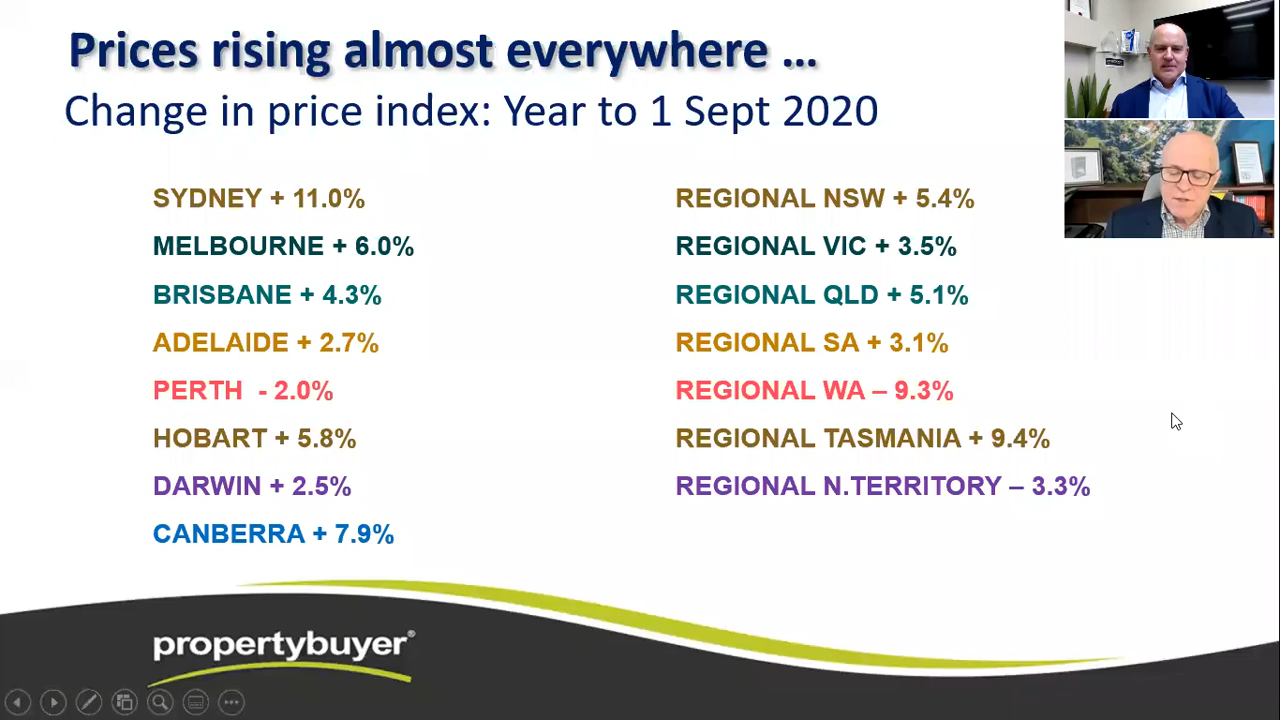 Prices rising almost everywhere ...
Change in price index: Year to 1 Sept 2020
SYDNEY + 11.0%
MELBOURNE + 6.0%
BRISBANE + 4.3%
ADELAIDE + 2.7%
PERTH - 2.0%
HOBART + 5.8%
DARWIN + 2.5%
CANBERRA + 7.9%
REGIONAL NSW + 5.4%
REGIONAL VIC + 3.5%
REGIONAL QLD + 5.1%
REGIONAL SA + 3.1%
REGIONAL WA – 9.3%
REGIONAL TASMANIA + 9.4%
REGIONAL N.TERRITORY – 3.3%
propertybuyer®